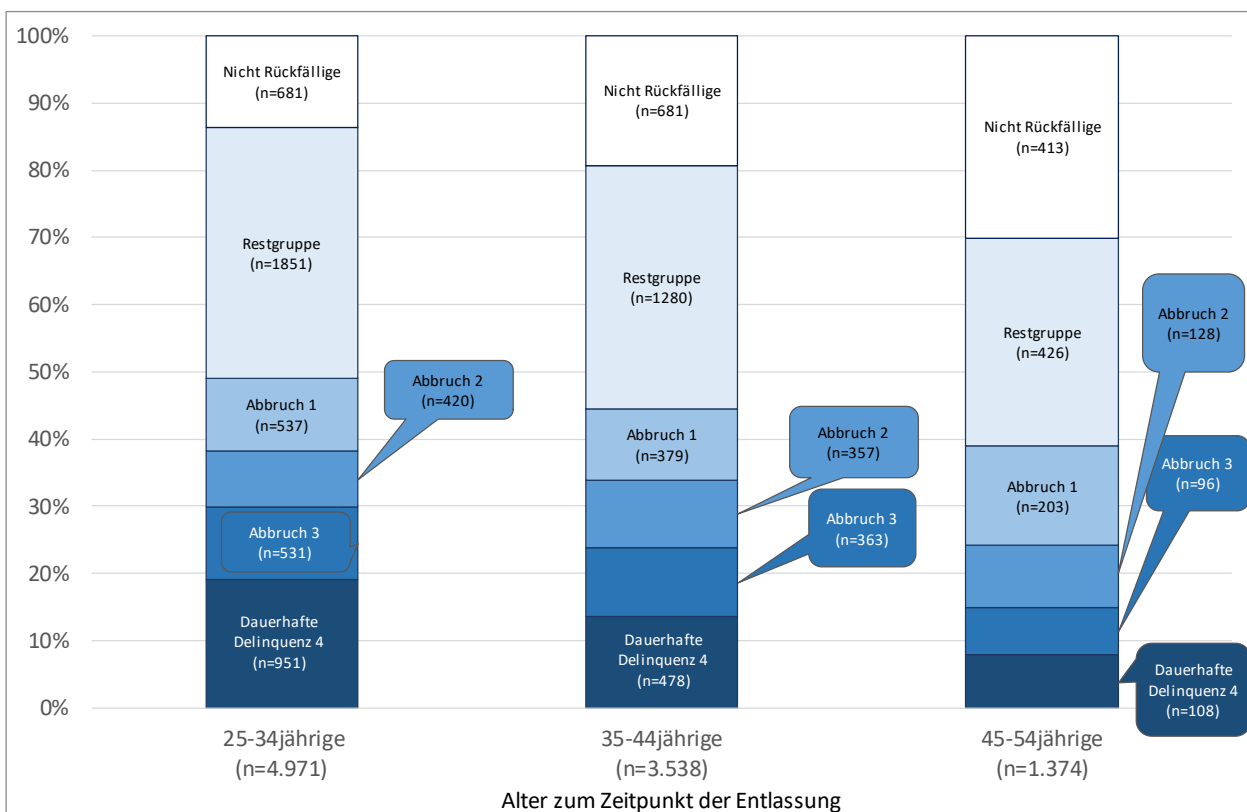 100%
90%
80%
70%
60%
50%
40%
30%
20%
10%
0%
Nicht Rückfällige
(n=681)
Restgruppe
(n=1851)
Abbruch 1
(n=537)
Abbruch 2
(n=420)
Abbruch 3
(n=531)
Dauerhafte
Delinquenz 4
(n=951)
Nicht Rückfällige
(n=681)
Restgruppe
(n=1280)
Abbruch 1
(n=379)
Abbruch 2
(n=357)
Abbruch 3
(n=363)
Dauerhafte
Delinquenz 4
(n=478)
Nicht Rückfällige
(n=413)
Restgruppe
(n=426)
Abbruch 1
(n=203)
Abbruch 2
(n=128)
Abbruch 3
(n=96)
Dauerhafte
Delinquenz 4
(n=108)
25-34jährige
(n=4.971)
35-44jährige
(n=3.538)
45-54jährige
(n=1.374)
Alter zum Zeitpunkt der Entlassung